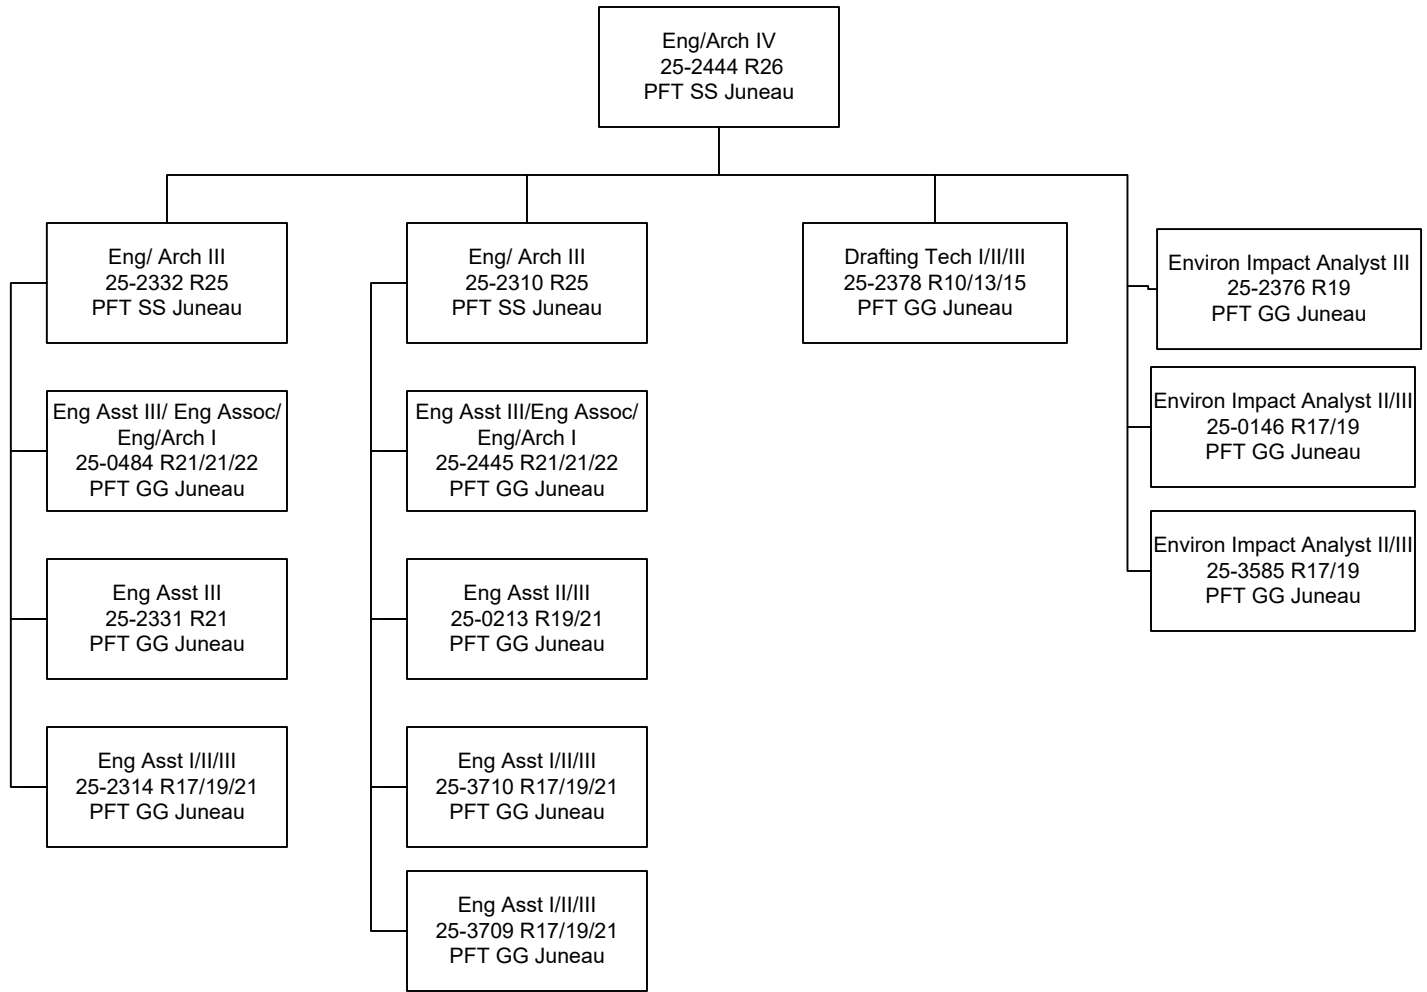 Eng/Arch IV
25-2444 R26
PFT SS Juneau
Eng/ Arch III
25-2332 R25
PFT SS Juneau
Eng Asst III/ Eng Assoc/
Eng/Arch I
25-0484 R21/21/22
PFT GG Juneau
Eng Asst III
25-2331 R21
PFT GG Juneau
Eng Asst I/II/III
25-2314 R17/19/21
PFT GG Juneau
Eng/ Arch III
25-2310 R25
PFT SS Juneau
Eng Asst III/Eng Assoc/
Eng/Arch I
25-2445 R21/21/22
PFT GG Juneau
Eng Asst II/III
25-0213 R19/21
PFT GG Juneau
Eng Asst I/II/III
25-3710 R17/19/21
PFT GG Juneau
Eng Asst I/II/III
25-3709 R17/19/21
PFT GG Juneau
Drafting Tech I/II/III
25-2378 R10/13/15
PFT GG Juneau
Environ Impact Analyst III
25-2376 R19
PFT GG Juneau
Environ Impact Analyst II/III
25-0146 R17/19
PFT GG Juneau
Environ Impact Analyst II/III
25-3585 R17/19
PFT GG Juneau